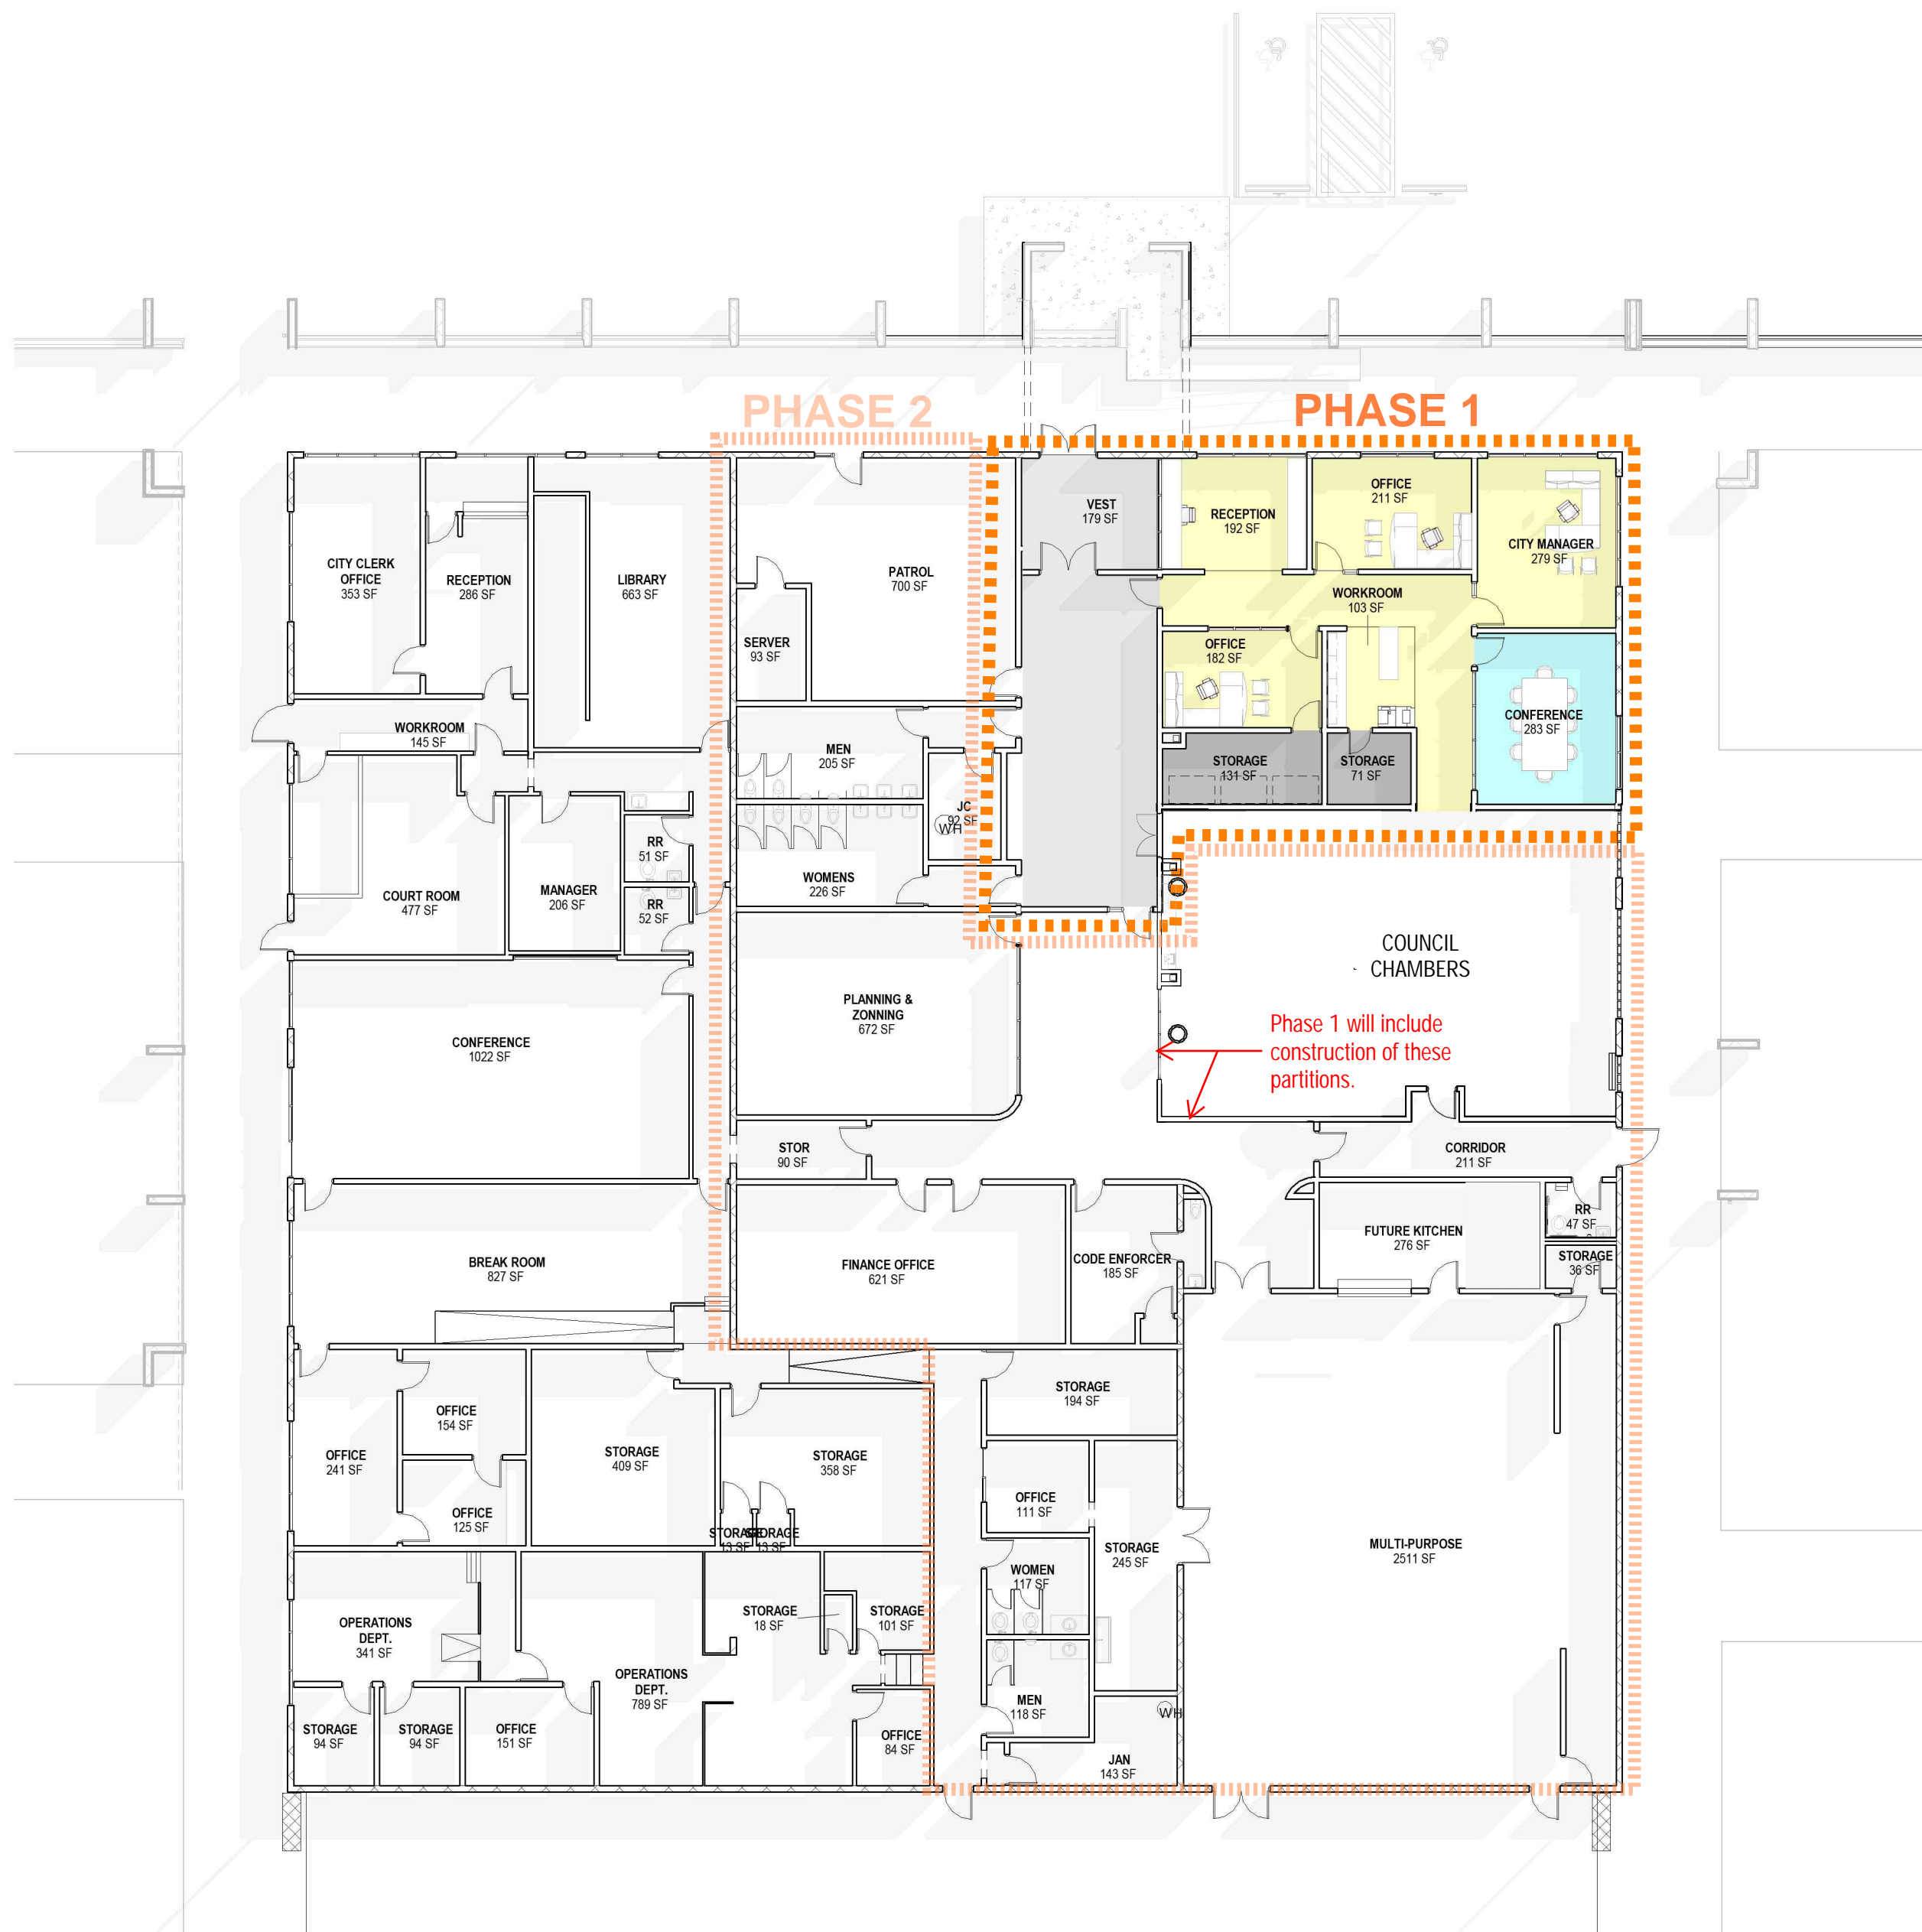 PHASE 2
PHASE 1
CITY CLERK
OFFICE
353 SF
RECEPTION
286 SF
LIBRARY
663 SF
PATROL
700 SF
SERVER
93 SF
VEST
179 SF
RECEPTION
192 SF
OFFICE
211 SF
CITY MANAGER
279 SF
WORKROOM
103 SF
OFFICE
182 SF
CONFERENCE
283 SF
STORAGE
131 SF
STORAGE
71 SF
WORKROOM
145 SF
MEN
205 SF
JC
92 SF
WH
WOMENS
226 SF
RR
51 SF
RR
52 SF
MANAGER
206 SF
COURT ROOM
477 SF
COUNCIL
- CHAMBERS
Phase 1 will include
construction of these
partitions.
PLANNING &
ZONNING
672 SF
CONFERENCE
1022 SF
STOR
90 SF
CORRIDOR
211 SF
RR
47 SF
FUTURE KITCHEN
276 SF
STORAGE
36 SF
BREAK ROOM
827 SF
FINANCE OFFICE
621 SF
CODE ENFORCER
185 SF
STORAGE
194 SF
OFFICE
154 SF
OFFICE
241 SF
OFFICE
125 SF
STORAGE
409 SF
STORAGE
358 SF
STORAGE
13 SF
STORAGE
13 SF
OFFICE
111 SF
STORAGE
245 SF
WOMEN
117 SF
MULTI-PURPOSE
2511 SF
OPERATIONS
DEPT.
341 SF
STORAGE
18 SF
STORAGE
101 SF
OPERATIONS
DEPT.
789 SF
MEN
118 SF
WH
STORAGE
94 SF
STORAGE
94 SF
OFFICE
151 SF
OFFICE
84 SF
JAN
143 SF